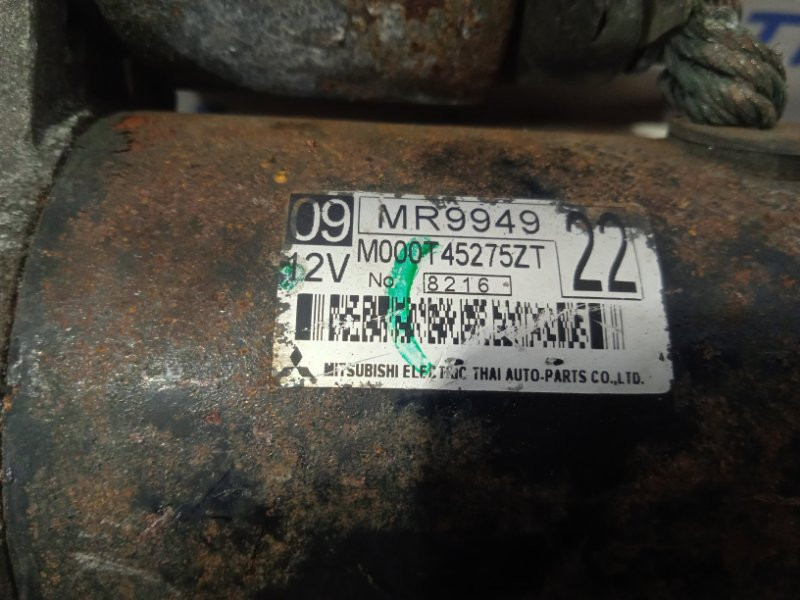 09 MR9949 22
12V M000T45275ZT
No. 8216
MITSUBISHI ELECTRIC THAI AUTO-PARTS CO.,LTD.